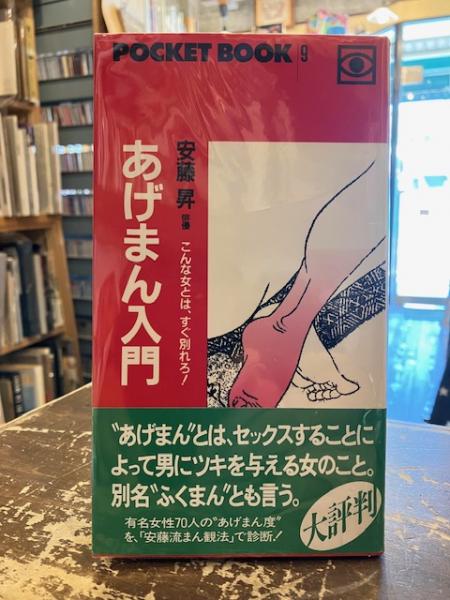 POCKET BOOK 9
安藤 昇 俳優
こんな女とは、すぐ別れろ!
あげまん入門
"あげまん"とは、セックスすることに
よって男にツキを与える女のこと。
別名"ふくまん"とも言う。
有名女性70人の"あげまん度"
を、「安藤流まん観法」で診断!
大評判